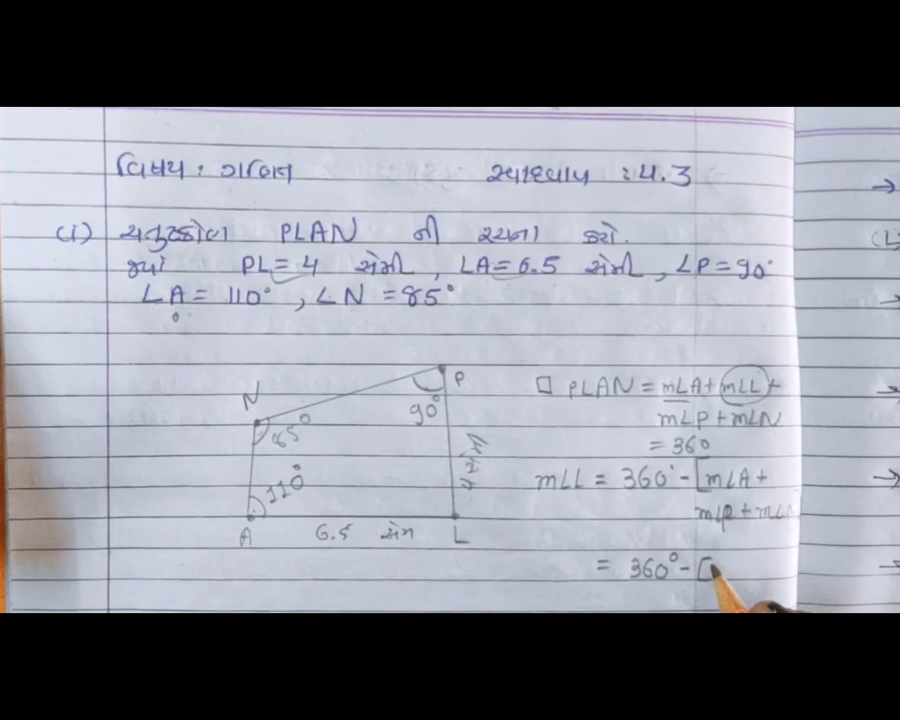 વિષય : ગણિત સ્વાધ્યાય : 4.3
(1) ચતુષ્કોણ PLAN ની રચના કરો.
જ્યાં PL = 4 સેમી , LA = 6.5 સેમી , ∠P = 90°
∠A = 110° , ∠N = 85°
N
P
85°
90°
4 સેમી
110°
A
6.5 સેમ
L
□ PLAN = m∠A + m∠L +
m∠P + m∠N
= 360
m∠L = 360° - [m∠A +
m∠P + m∠N
= 360° - [
(2)